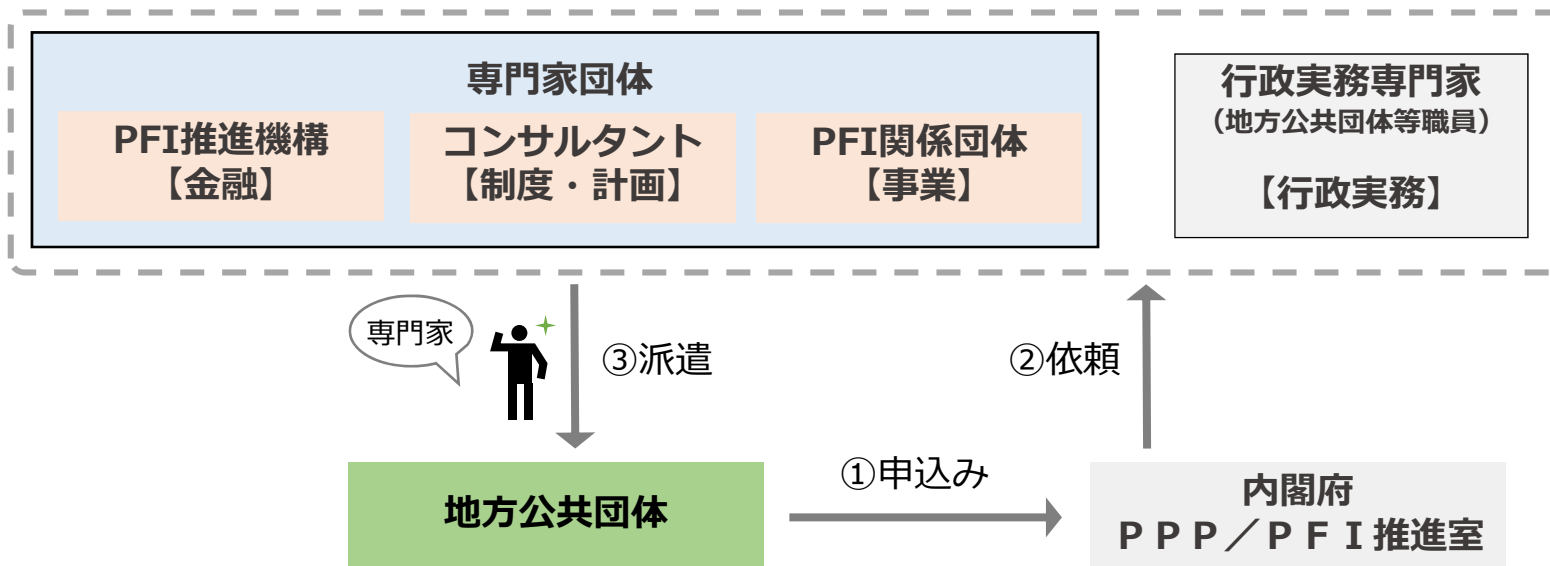 専門家団体
PFI推進機構
【金融】
コンサルタント
【制度・計画】
PFI関係団体
【事業】
行政実務専門家
（地方公共団体等職員）
【行政実務】
専門家
③派遣
②依頼
①申込み
地方公共団体
内閣府
ＰＰＰ／ＰＦＩ推進室